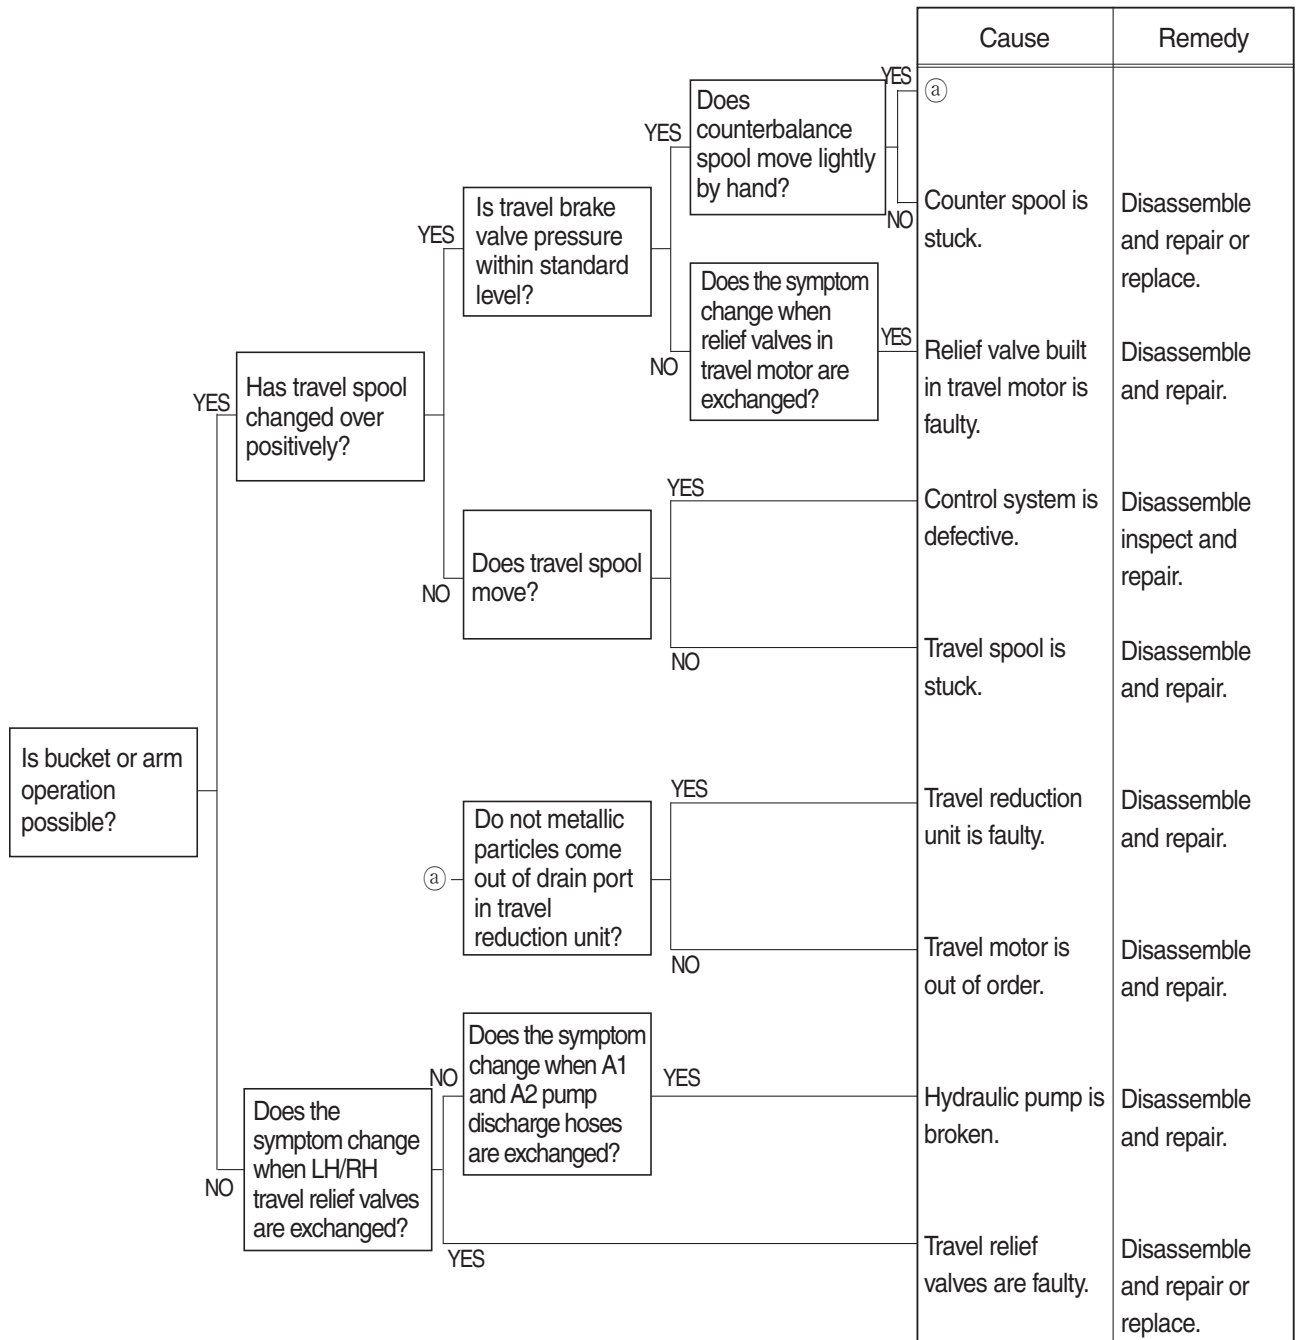 Cause
Remedy
YES
ⓐ
Does
counterbalance
spool move lightly
by hand?
YES
NO
Counter spool is
stuck.
Disassemble
and repair or
replace.
Is travel brake
valve pressure
within standard
level?
YES
Does the symptom
change when
relief valves in
travel motor are
exchanged?
YES
NO
Relief valve built
in travel motor is
faulty.
Disassemble
and repair.
Has travel spool
changed over
positively?
YES
YES
Control system is
defective.
Disassemble
inspect and
repair.
Does travel spool
move?
NO
NO
Travel spool is
stuck.
Disassemble
and repair.
Is bucket or arm
operation
possible?
YES
Travel reduction
unit is faulty.
Disassemble
and repair.
ⓐ
Do not metallic
particles come
out of drain port
in travel
reduction unit?
NO
Travel motor is
out of order.
Disassemble
and repair.
Does the symptom
change when A1
and A2 pump
discharge hoses
are exchanged?
NO
YES
Hydraulic pump is
broken.
Disassemble
and repair.
NO
Does the
symptom change
when LH/RH
travel relief valves
are exchanged?
YES
Travel relief
valves are faulty.
Disassemble
and repair or
replace.